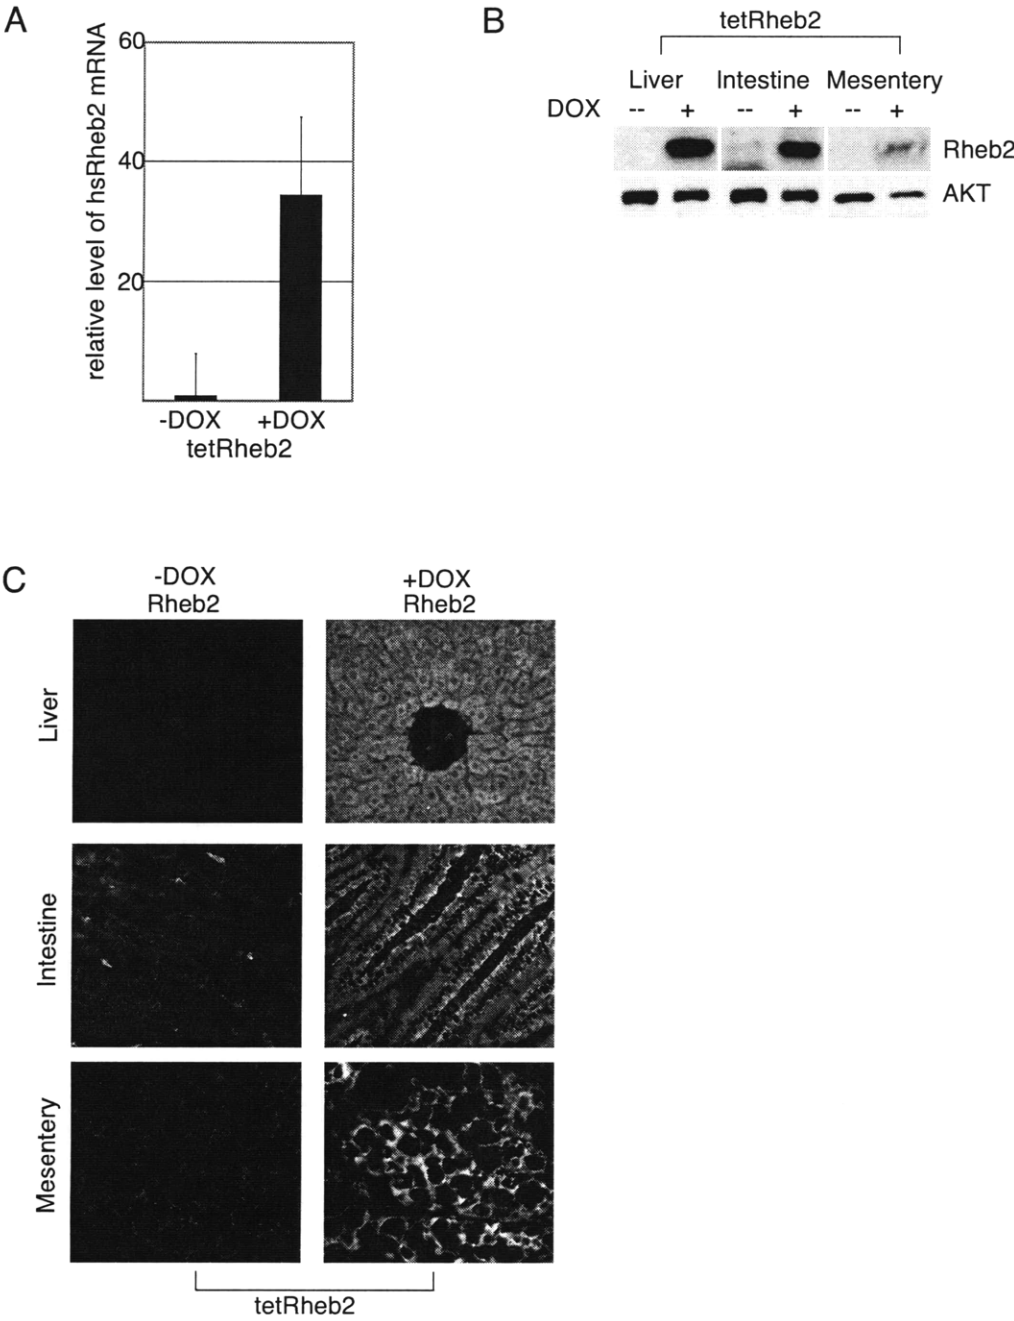 A
relative level of hsRheb2 mRNA
60
40
20
-DOX +DOX
tetRheb2
B
tetRheb2
Liver Intestine Mesentery
DOX -- + -- + -- +
Rheb2
AKT
C
-DOX
Rheb2
+DOX
Rheb2
Liver
Intestine
Mesentery
tetRheb2